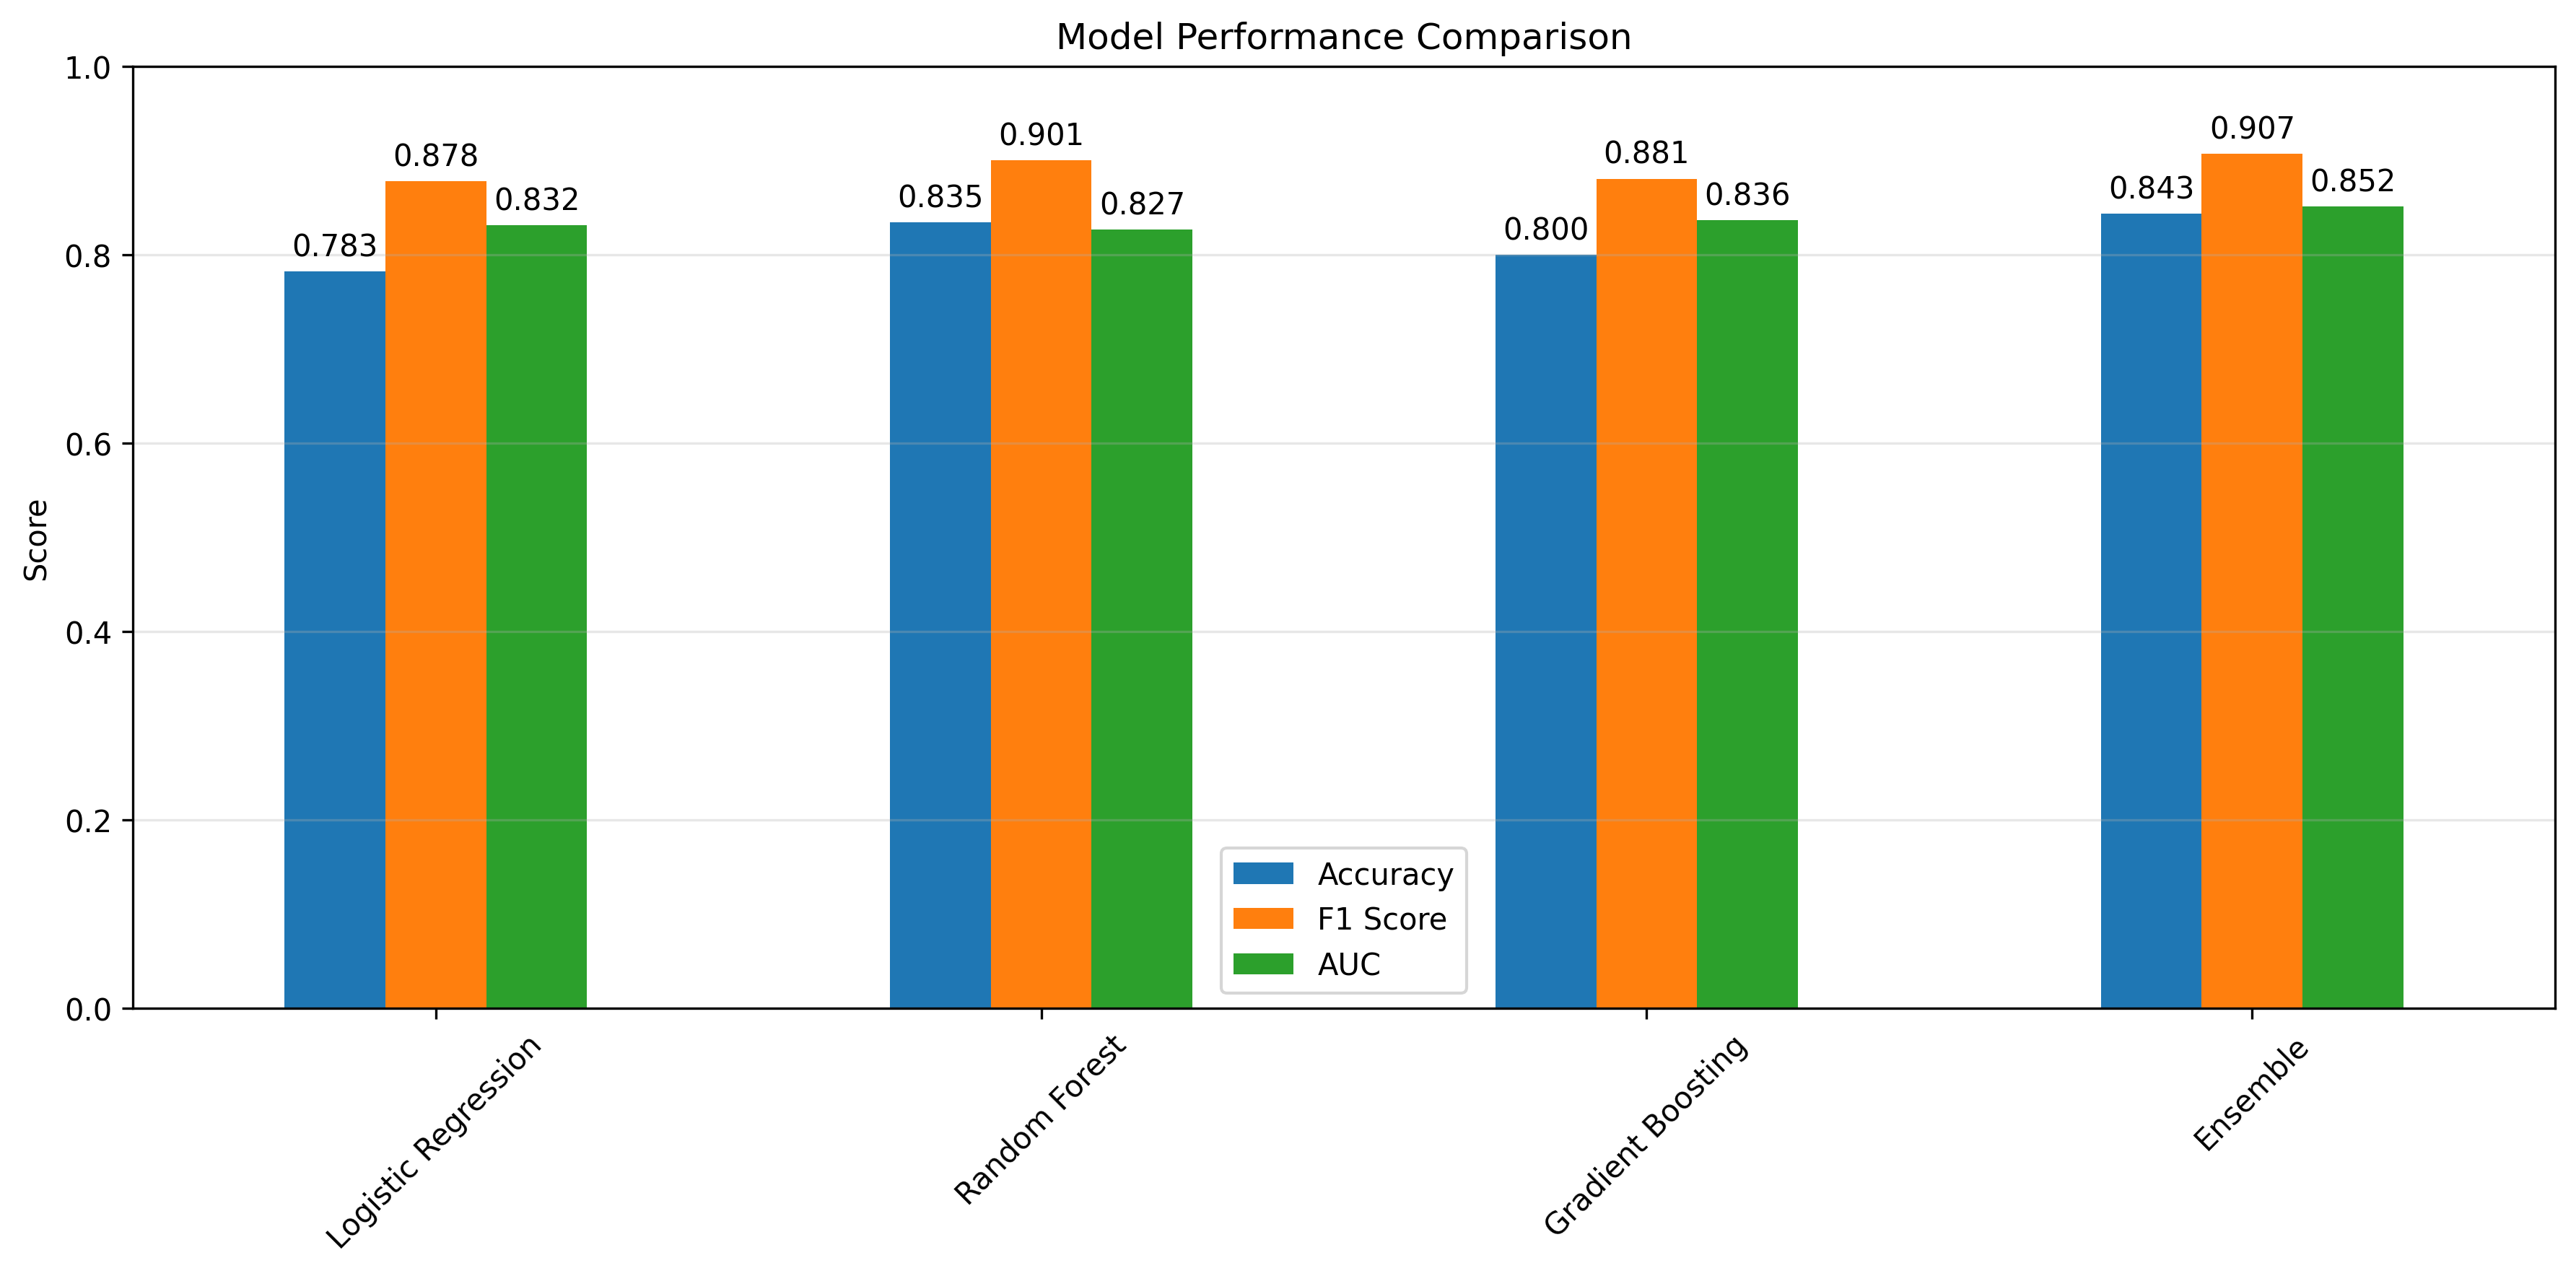 Model Performance Comparison
1.0
0.8
0.6
0.4
0.2
0.0
Score
0.783
0.878
0.832
0.835
0.901
0.827
0.800
0.881
0.836
0.843
0.907
0.852
Accuracy
F1 Score
AUC
Logistic Regression
Random Forest
Gradient Boosting
Ensemble